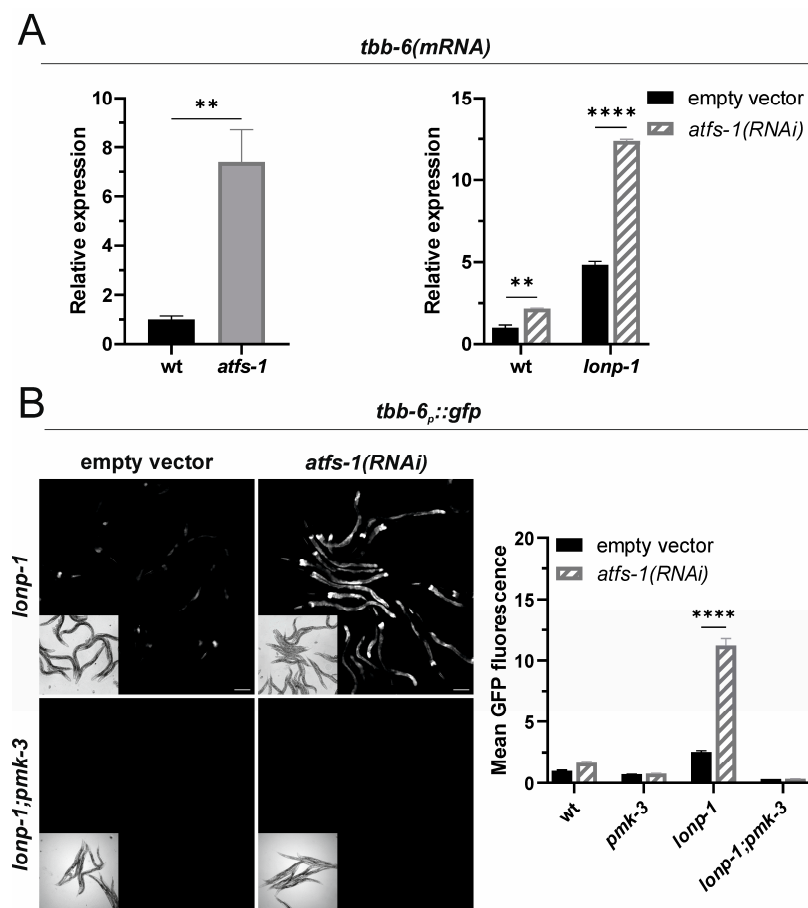 A
tbb-6(mRNA)
Relative expression
10
8
6
4
2
0
**
wt
atfs-1
Relative expression
15
10
5
0
**
****
wt
lonp-1
empty vector
atfs-1(RNAi)
B
tbb-6p::gfp
empty vector
atfs-1(RNAi)
lonp-1
lonp-1;pmk-3
Mean GFP fluorescence
20
15
10
5
0
empty vector
atfs-1(RNAi)
****
wt
pmk-3
lonp-1
lonp-1;pmk-3